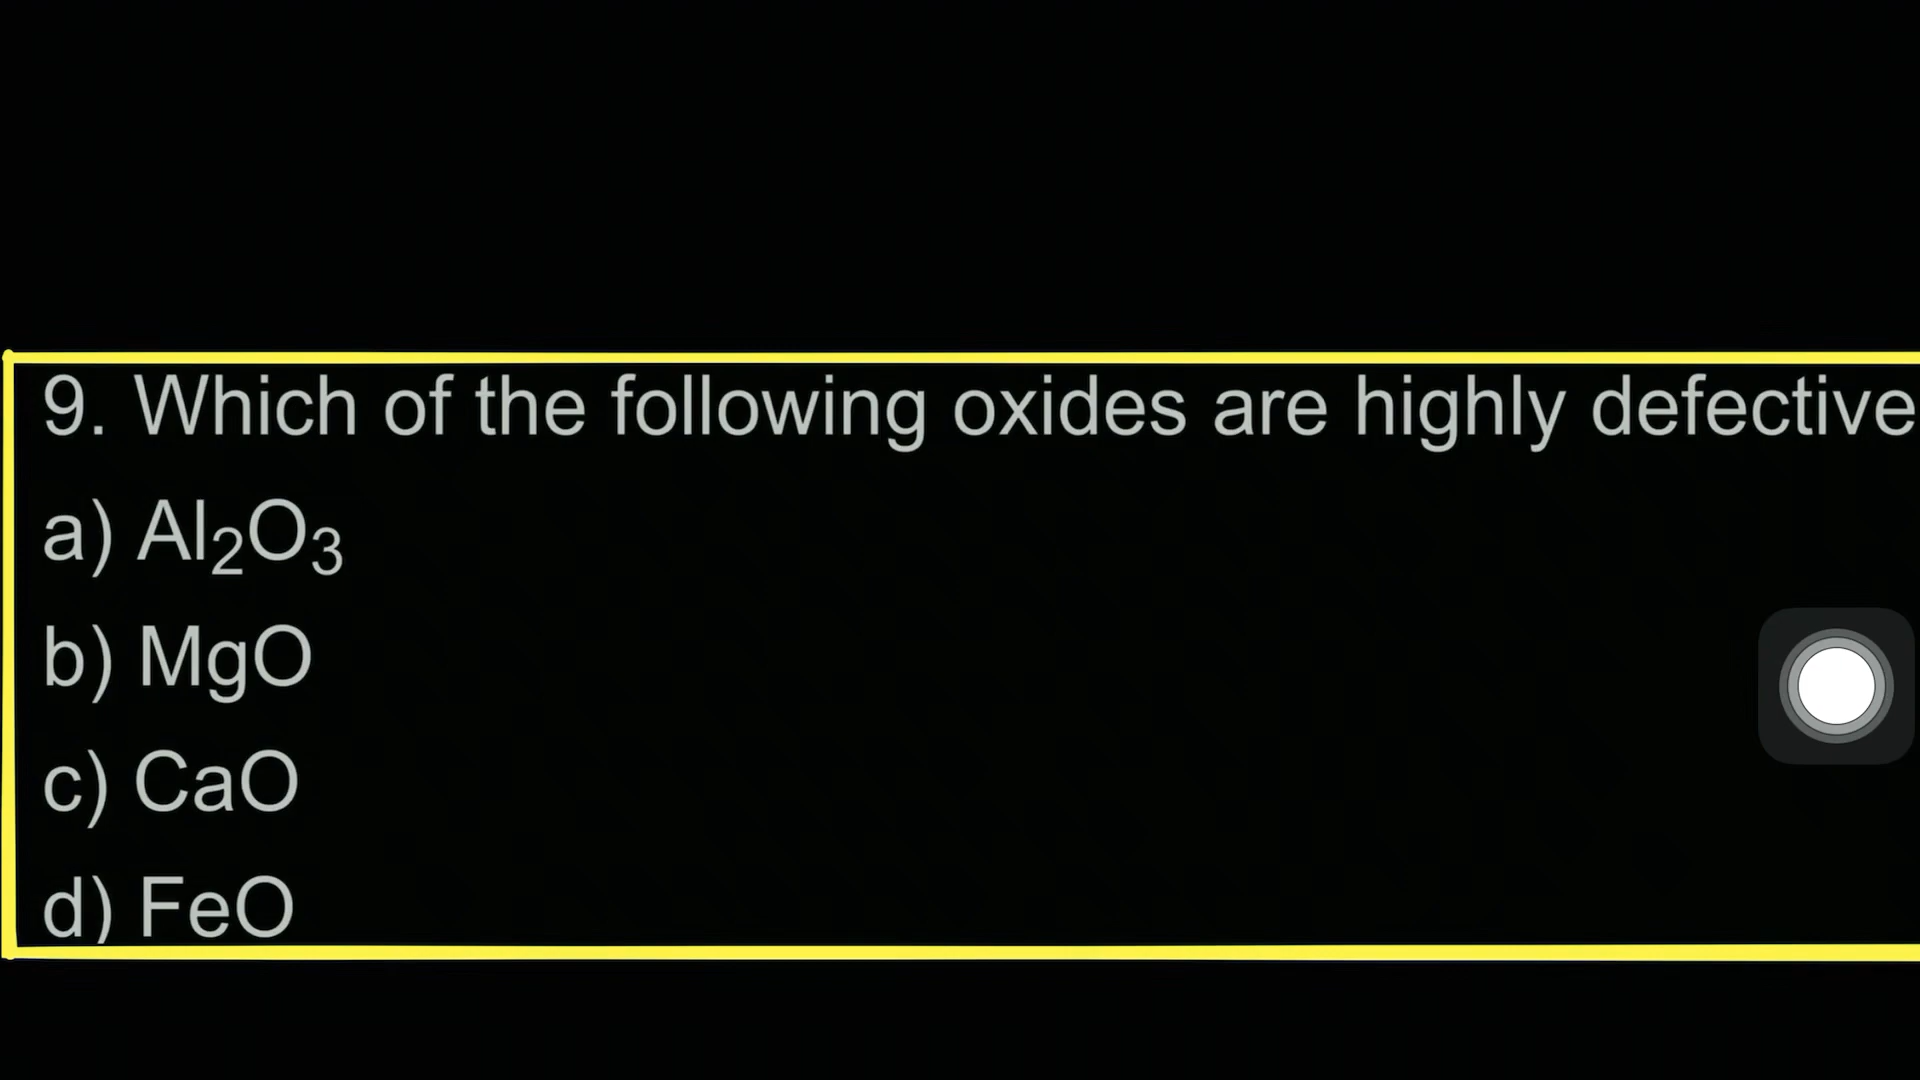 9. Which of the following oxides are highly defective
a) Al₂O₃
b) MgO
c) CaO
d) FeO